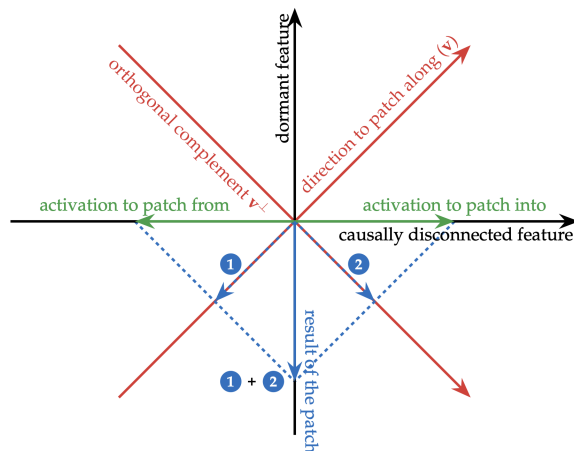 dormant feature
orthogonal complement v⊥
direction to patch along (v)
activation to patch from
activation to patch into
causally disconnected feature
1
2
1 + 2
result of the patch